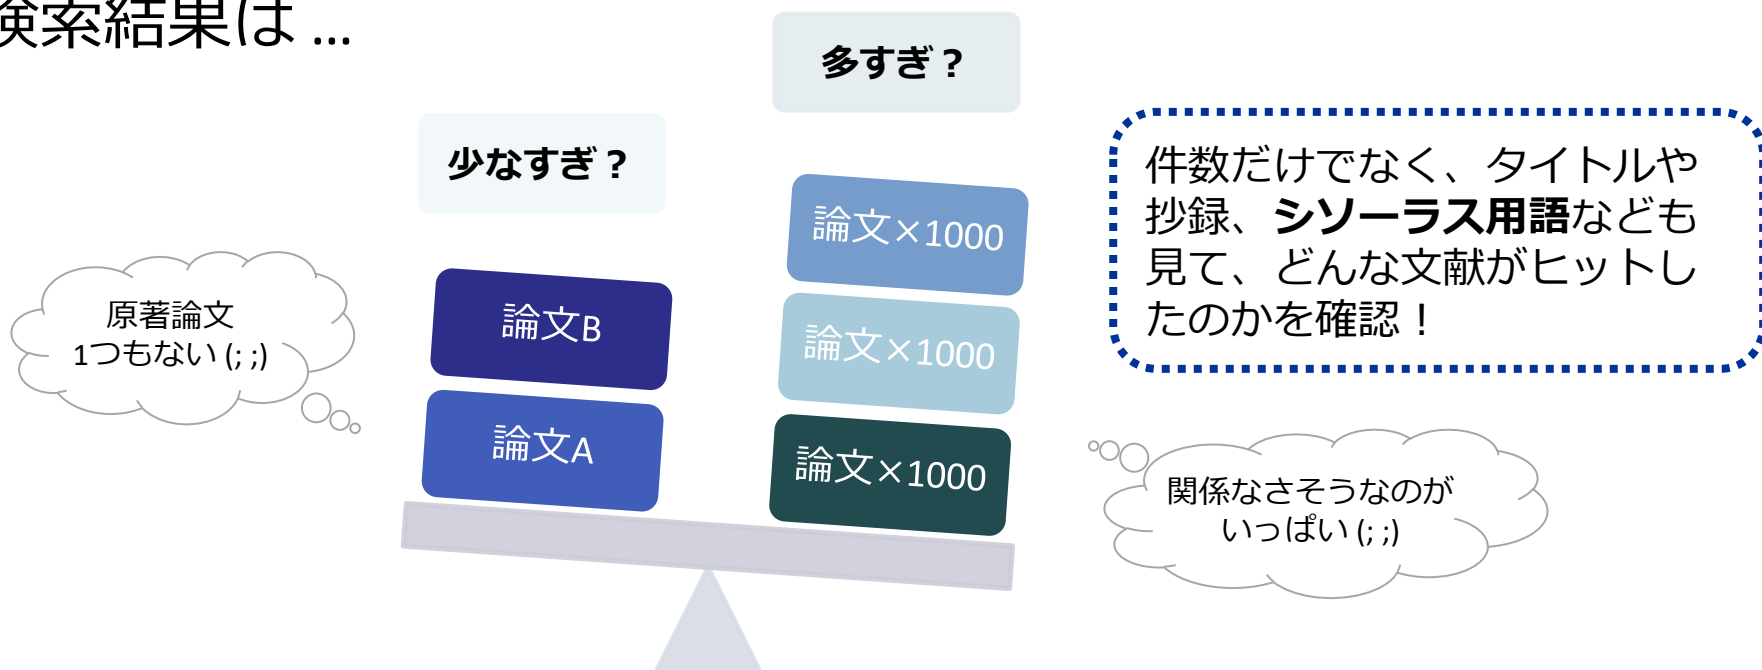 検索結果は ...
多すぎ？
少なすぎ？
論文×1000
論文×1000
論文×1000
論文B
論文A
原著論文
1つもない (; ;)
件数だけでなく、タイトルや
抄録、シソーラス用語なども
見て、どんな文献がヒットし
たのかを確認！
関係なさそうなのが
いっぱい (; ;)